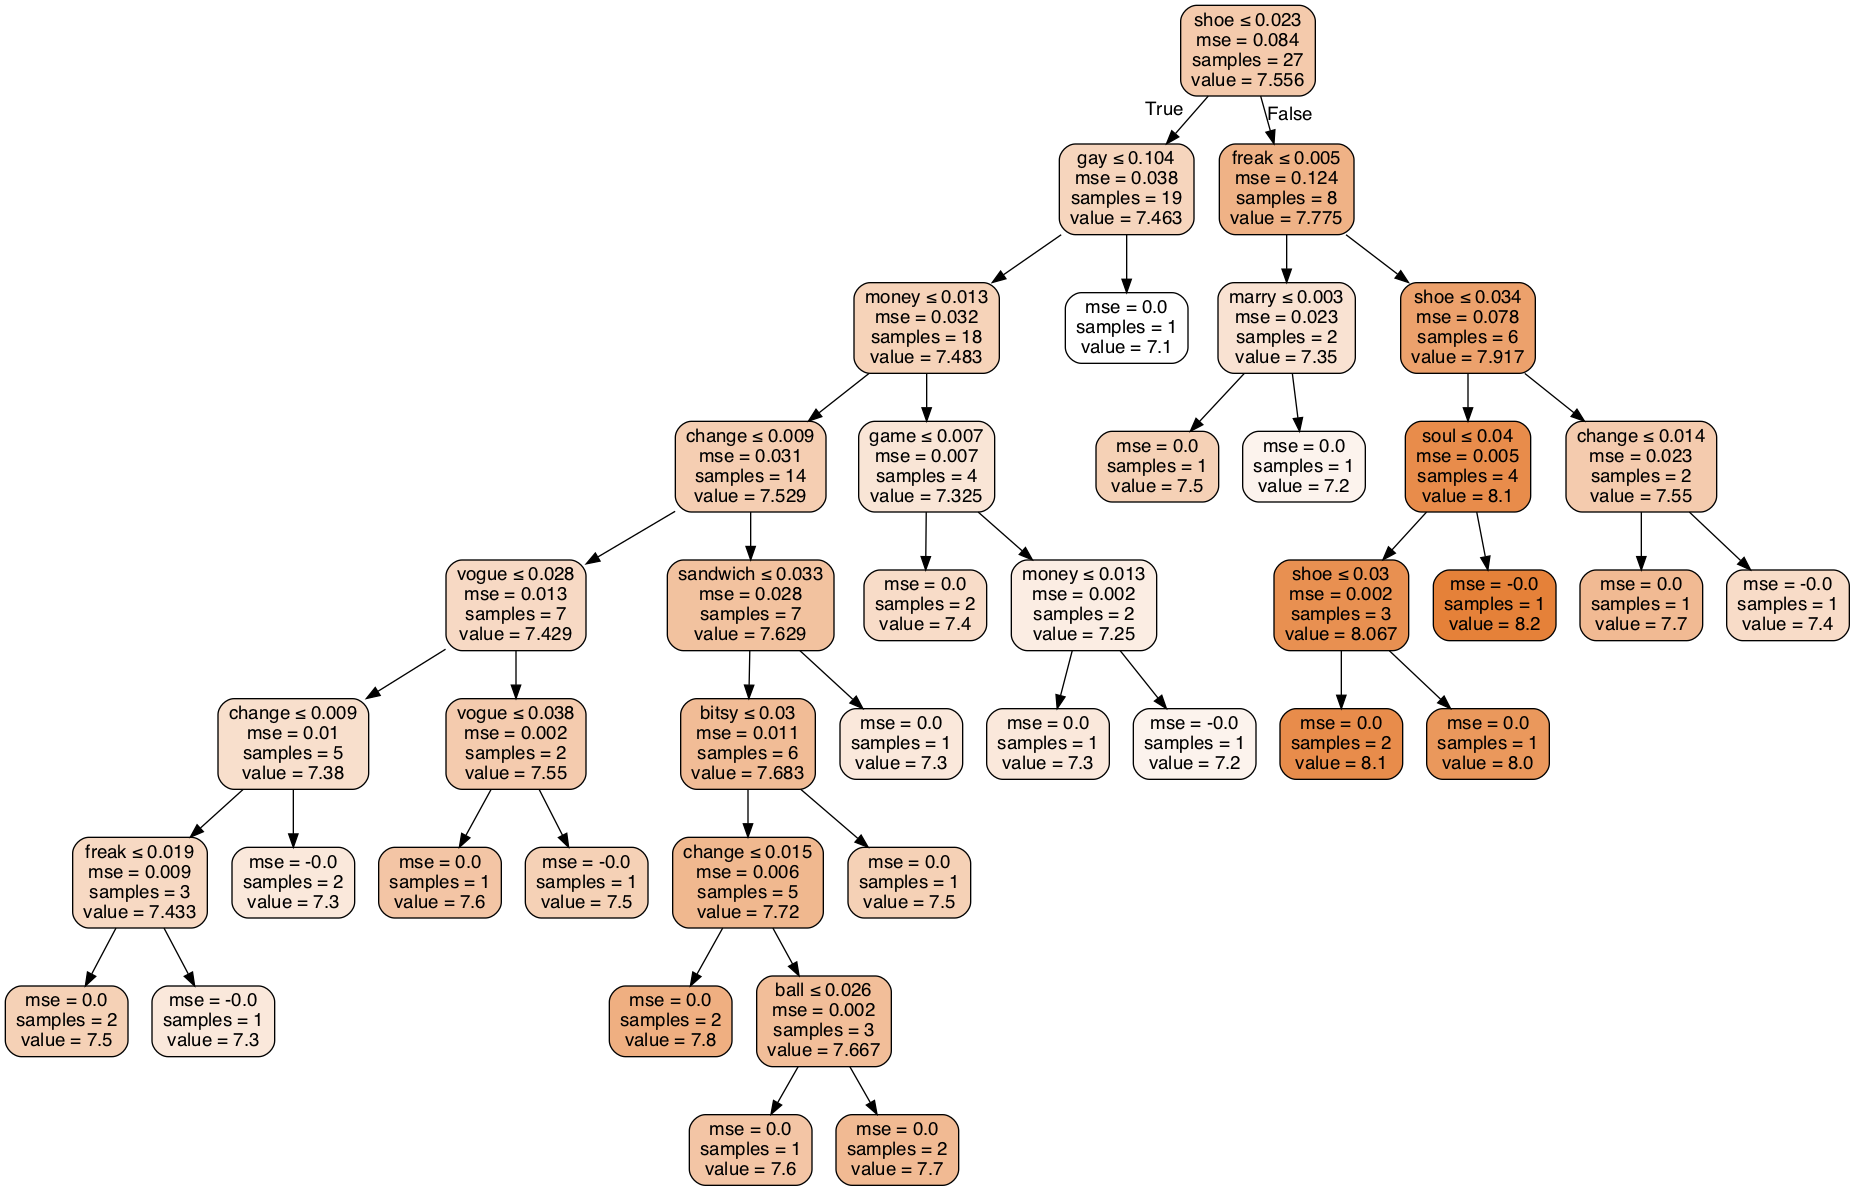 shoe ≤ 0.023
mse = 0.084
samples = 27
value = 7.556
True
False
gay ≤ 0.104
mse = 0.038
samples = 19
value = 7.463
freak ≤ 0.005
mse = 0.124
samples = 8
value = 7.775
money ≤ 0.013
mse = 0.032
samples = 18
value = 7.483
mse = 0.0
samples = 1
value = 7.1
marry ≤ 0.003
mse = 0.023
samples = 2
value = 7.35
shoe ≤ 0.034
mse = 0.078
samples = 6
value = 7.917
change ≤ 0.009
mse = 0.031
samples = 14
value = 7.529
game ≤ 0.007
mse = 0.007
samples = 4
value = 7.325
mse = 0.0
samples = 1
value = 7.5
mse = 0.0
samples = 1
value = 7.2
soul ≤ 0.04
mse = 0.005
samples = 4
value = 8.1
change ≤ 0.014
mse = 0.023
samples = 2
value = 7.55
vogue ≤ 0.028
mse = 0.013
samples = 7
value = 7.429
sandwich ≤ 0.033
mse = 0.028
samples = 7
value = 7.629
mse = 0.0
samples = 2
value = 7.4
money ≤ 0.013
mse = 0.002
samples = 2
value = 7.25
shoe ≤ 0.03
mse = 0.002
samples = 3
value = 8.067
mse = -0.0
samples = 1
value = 8.2
mse = 0.0
samples = 1
value = 7.7
mse = -0.0
samples = 1
value = 7.4
change ≤ 0.009
mse = 0.01
samples = 5
value = 7.38
vogue ≤ 0.038
mse = 0.002
samples = 2
value = 7.55
bitsy ≤ 0.03
mse = 0.011
samples = 6
value = 7.683
mse = 0.0
samples = 1
value = 7.3
mse = 0.0
samples = 1
value = 7.3
mse = -0.0
samples = 1
value = 7.2
mse = 0.0
samples = 2
value = 8.1
mse = 0.0
samples = 1
value = 8.0
freak ≤ 0.019
mse = 0.009
samples = 3
value = 7.433
mse = -0.0
samples = 2
value = 7.3
mse = 0.0
samples = 1
value = 7.6
mse = -0.0
samples = 1
value = 7.5
change ≤ 0.015
mse = 0.006
samples = 5
value = 7.72
mse = 0.0
samples = 1
value = 7.5
mse = 0.0
samples = 2
value = 7.5
mse = -0.0
samples = 1
value = 7.3
mse = 0.0
samples = 2
value = 7.8
ball ≤ 0.026
mse = 0.002
samples = 3
value = 7.667
mse = 0.0
samples = 1
value = 7.6
mse = 0.0
samples = 2
value = 7.7